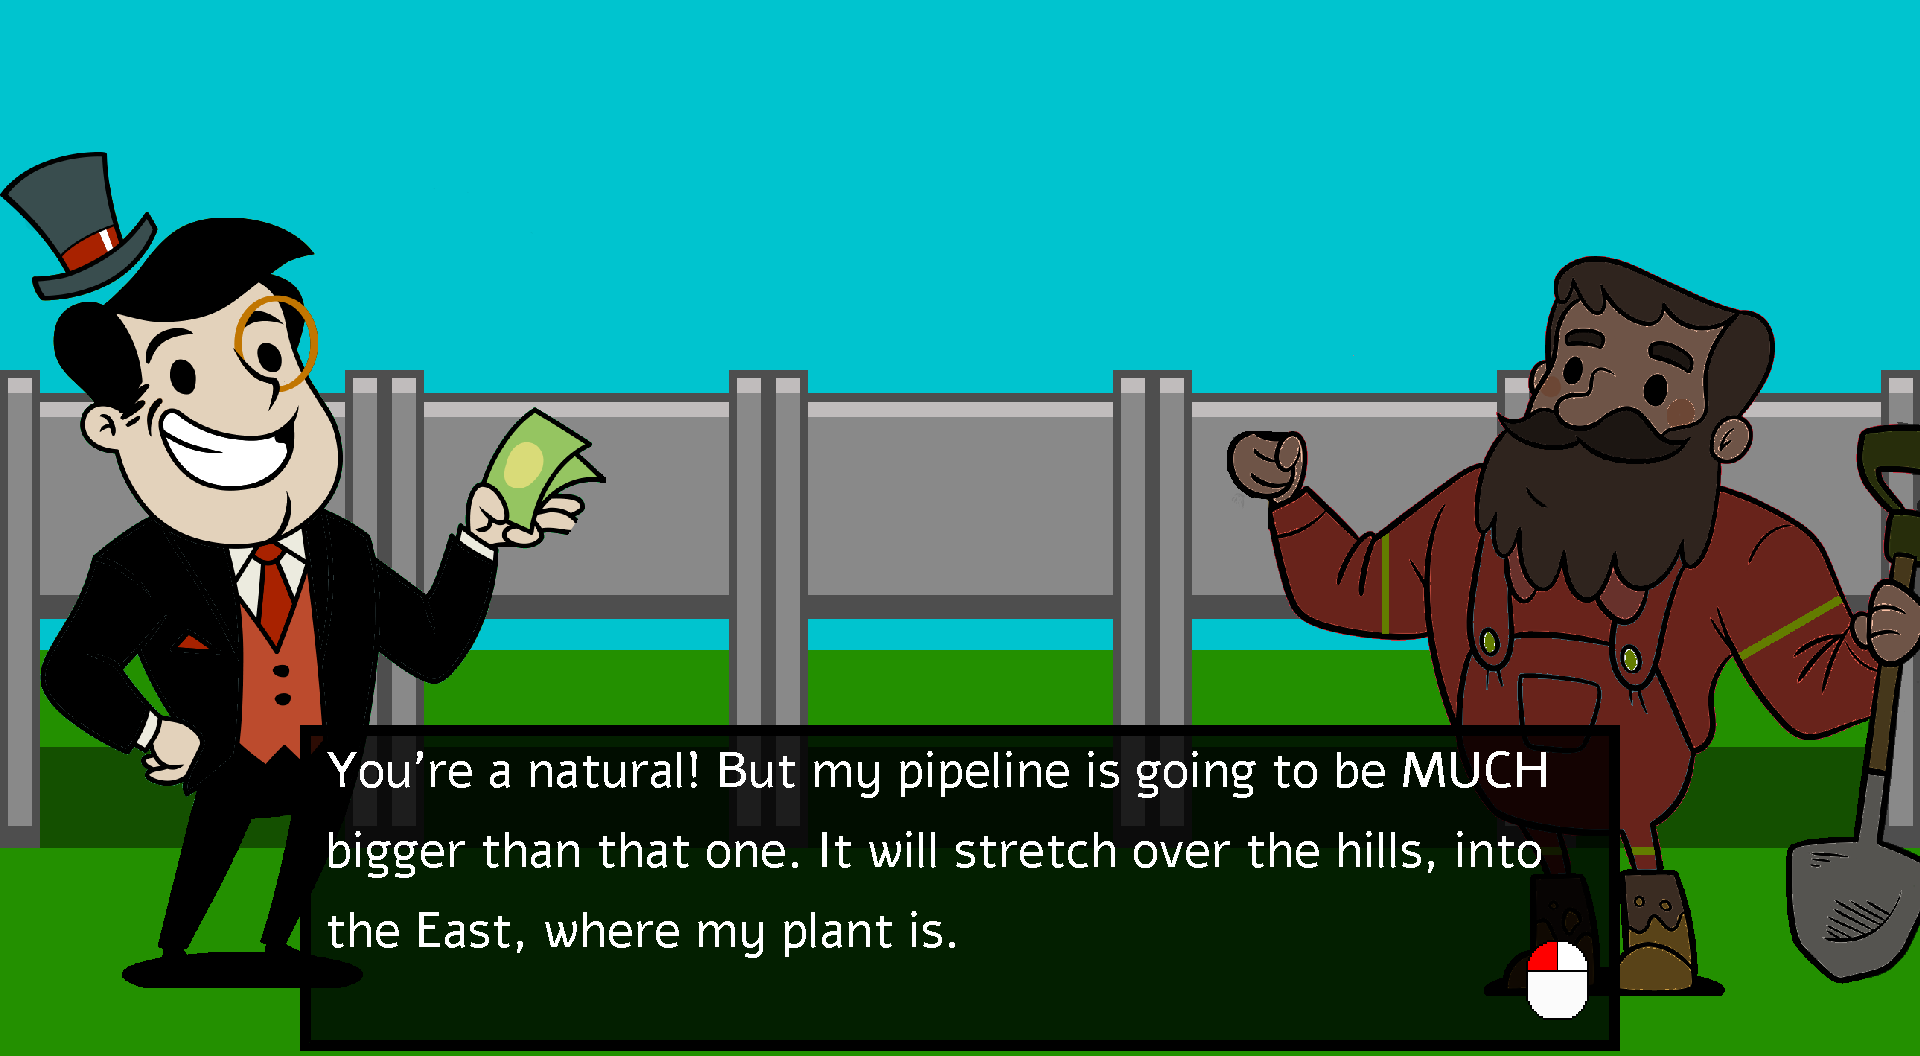 You're a natural! But my pipeline is going to be MUCH
bigger than that one. It will stretch over the hills, into
the East, where my plant is.